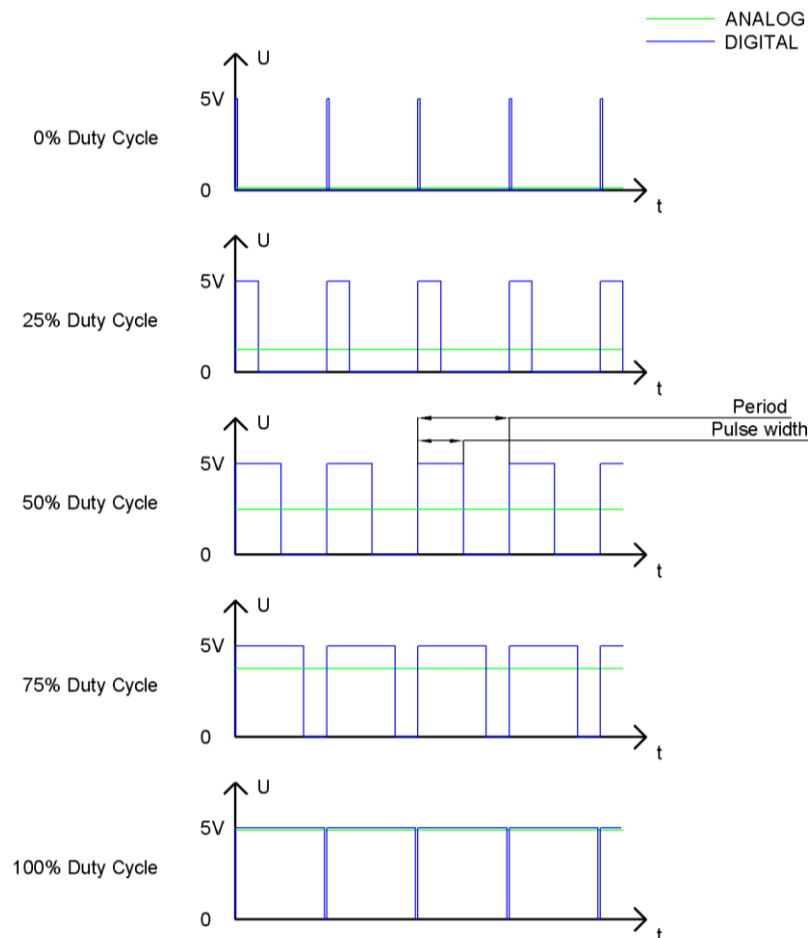 ANALOG
DIGITAL
U
5V
0% Duty Cycle
0
t
U
5V
25% Duty Cycle
0
t
Period
U
Pulse width
5V
50% Duty Cycle
0
t
U
5V
75% Duty Cycle
0
t
U
5V
100% Duty Cycle
0
t